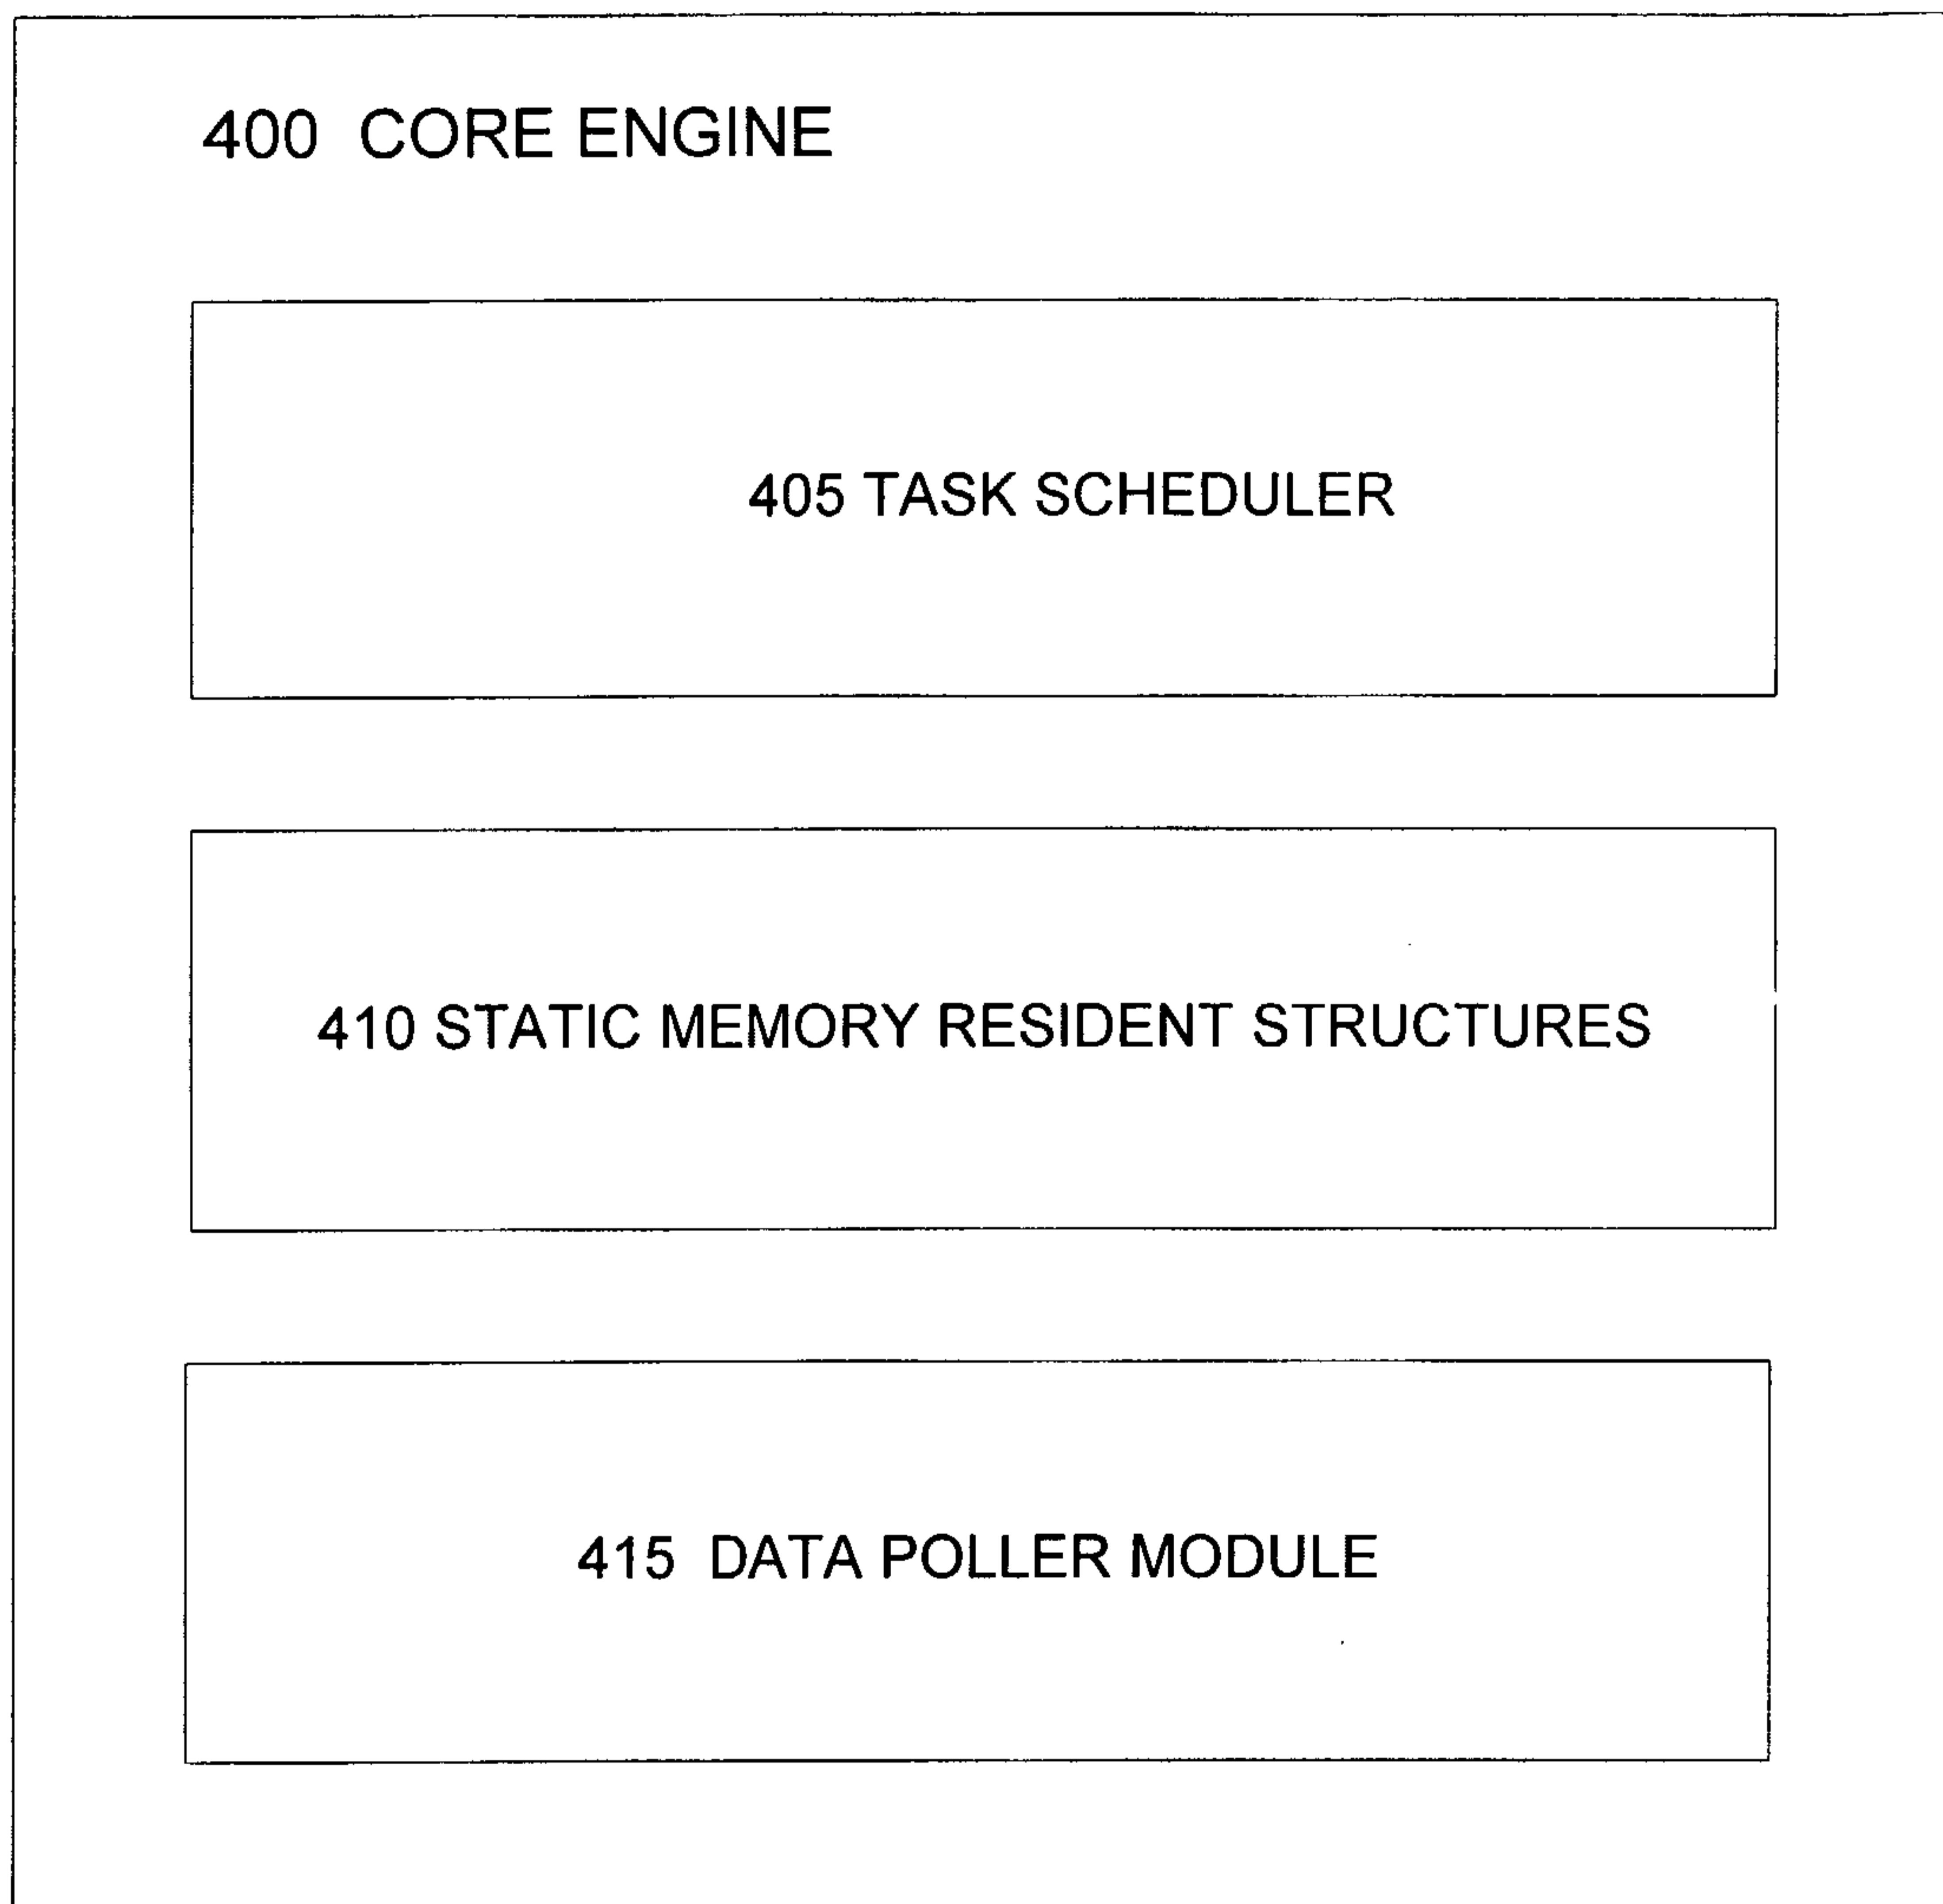 400 CORE ENGINE
405 TASK SCHEDULER
410 STATIC MEMORY RESIDENT STRUCTURES
415 DATA POLLER MODULE